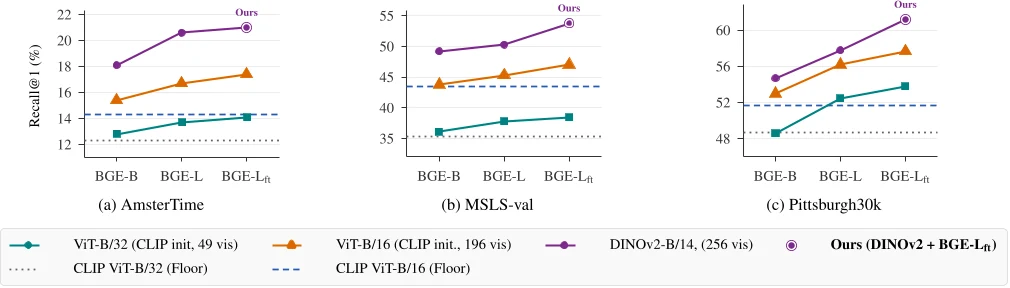 Recall@1 (%)
22
20
18
16
14
12
Ours
BGE-B BGE-L BGE-Lft
(a) AmsterTime
55
50
45
40
35
Ours
BGE-B BGE-L BGE-Lft
(b) MSLS-val
60
56
52
48
Ours
BGE-B BGE-L BGE-Lft
(c) Pittsburgh30k
ViT-B/32 (CLIP init, 49 vis) ViT-B/16 (CLIP init., 196 vis) DINOv2-B/14, (256 vis) Ours (DINOv2 + BGE-Lft)
CLIP ViT-B/32 (Floor) CLIP ViT-B/16 (Floor)